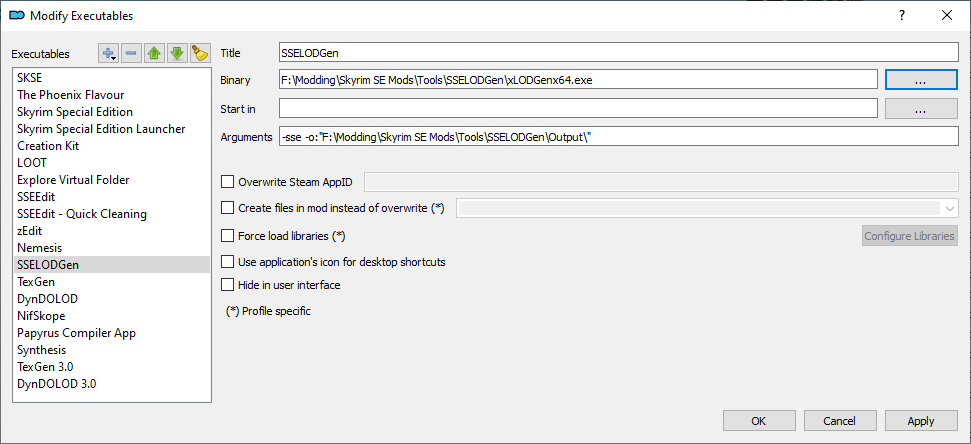 Modify Executables
Executables
SKSE
The Phoenix Flavour
Skyrim Special Edition
Skyrim Special Edition Launcher
Creation Kit
LOOT
Explore Virtual Folder
SSEEdit
SSEEdit - Quick Cleaning
zEdit
Nemesis
SSELODGen
TexGen
DynDOLOD
NifSkope
Papyrus Compiler App
Synthesis
TexGen 3.0
DynDOLOD 3.0
Title SSELODGen
Binary F:\Modding\Skyrim SE Mods\Tools\SSELODGen\xLODGenx64.exe ...
Start in ...
Arguments -sse -o:"F:\Modding\Skyrim SE Mods\Tools\SSELODGen\Output\"
Overwrite Steam AppID
Create files in mod instead of overwrite (*)
Force load libraries (*) Configure Libraries
Use application's icon for desktop shortcuts
Hide in user interface
(*) Profile specific
OK Cancel Apply